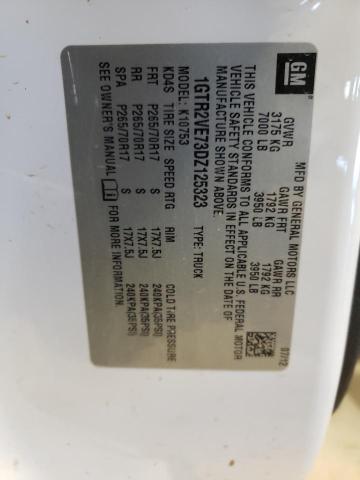 GM
MFD BY GENERAL MOTORS LLC
GVWR GAWR FRT GAWR RR
3175 KG 1792 KG 1792 KG
7000 LB 3950 LB 3950 LB
THIS VEHICLE CONFORMS TO ALL APPLICABLE U.S. FEDERAL MOTOR
VEHICLE SAFETY STANDARDS IN EFFECT ON THE DATE OF
MANUFACTURE SHOWN ABOVE.
07/12
1GTR2VE73DZ125323 TYPE: TRUCK
MODEL: K10753
KD4S TIRE SIZE SPEED RTG RIM COLD TIRE PRESSURE
FRT P265/70R17 S 17X7.5J 240KPA(35PSI)
RR P265/70R17 S 17X7.5J 240KPA(35PSI)
SPA P265/70R17 S 17X7.5J 240KPA(35PSI)
SEE OWNER'S MANUAL